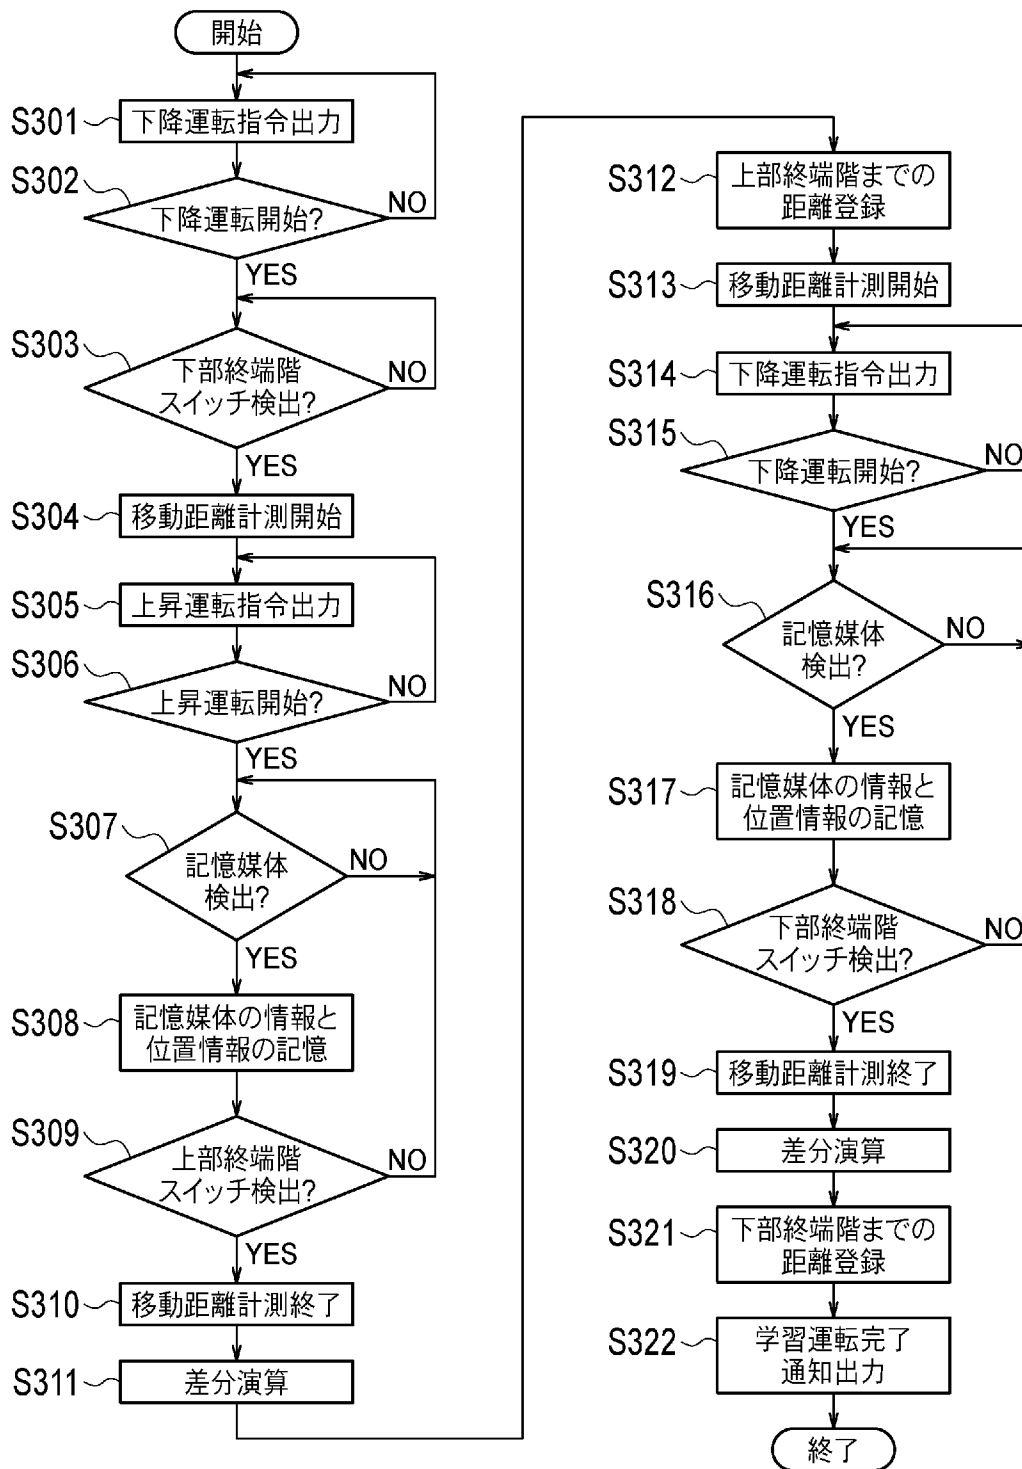 開始
S301
下降運転指令出力
S302
下降運転開始?
NO
YES
S303
下部終端階
スイッチ検出?
NO
YES
S304
移動距離計測開始
S305
上昇運転指令出力
S306
上昇運転開始?
NO
YES
S307
記憶媒体
検出?
NO
YES
S308
記憶媒体の情報と
位置情報の記憶
S309
上部終端階
スイッチ検出?
NO
YES
S310
移動距離計測終了
S311
差分演算
S312
上部終端階までの
距離登録
S313
移動距離計測開始
S314
下降運転指令出力
S315
下降運転開始?
NO
YES
S316
記憶媒体
検出?
NO
YES
S317
記憶媒体の情報と
位置情報の記憶
S318
下部終端階
スイッチ検出?
NO
YES
S319
移動距離計測終了
S320
差分演算
S321
下部終端階までの
距離登録
S322
学習運転完了
通知出力
終了